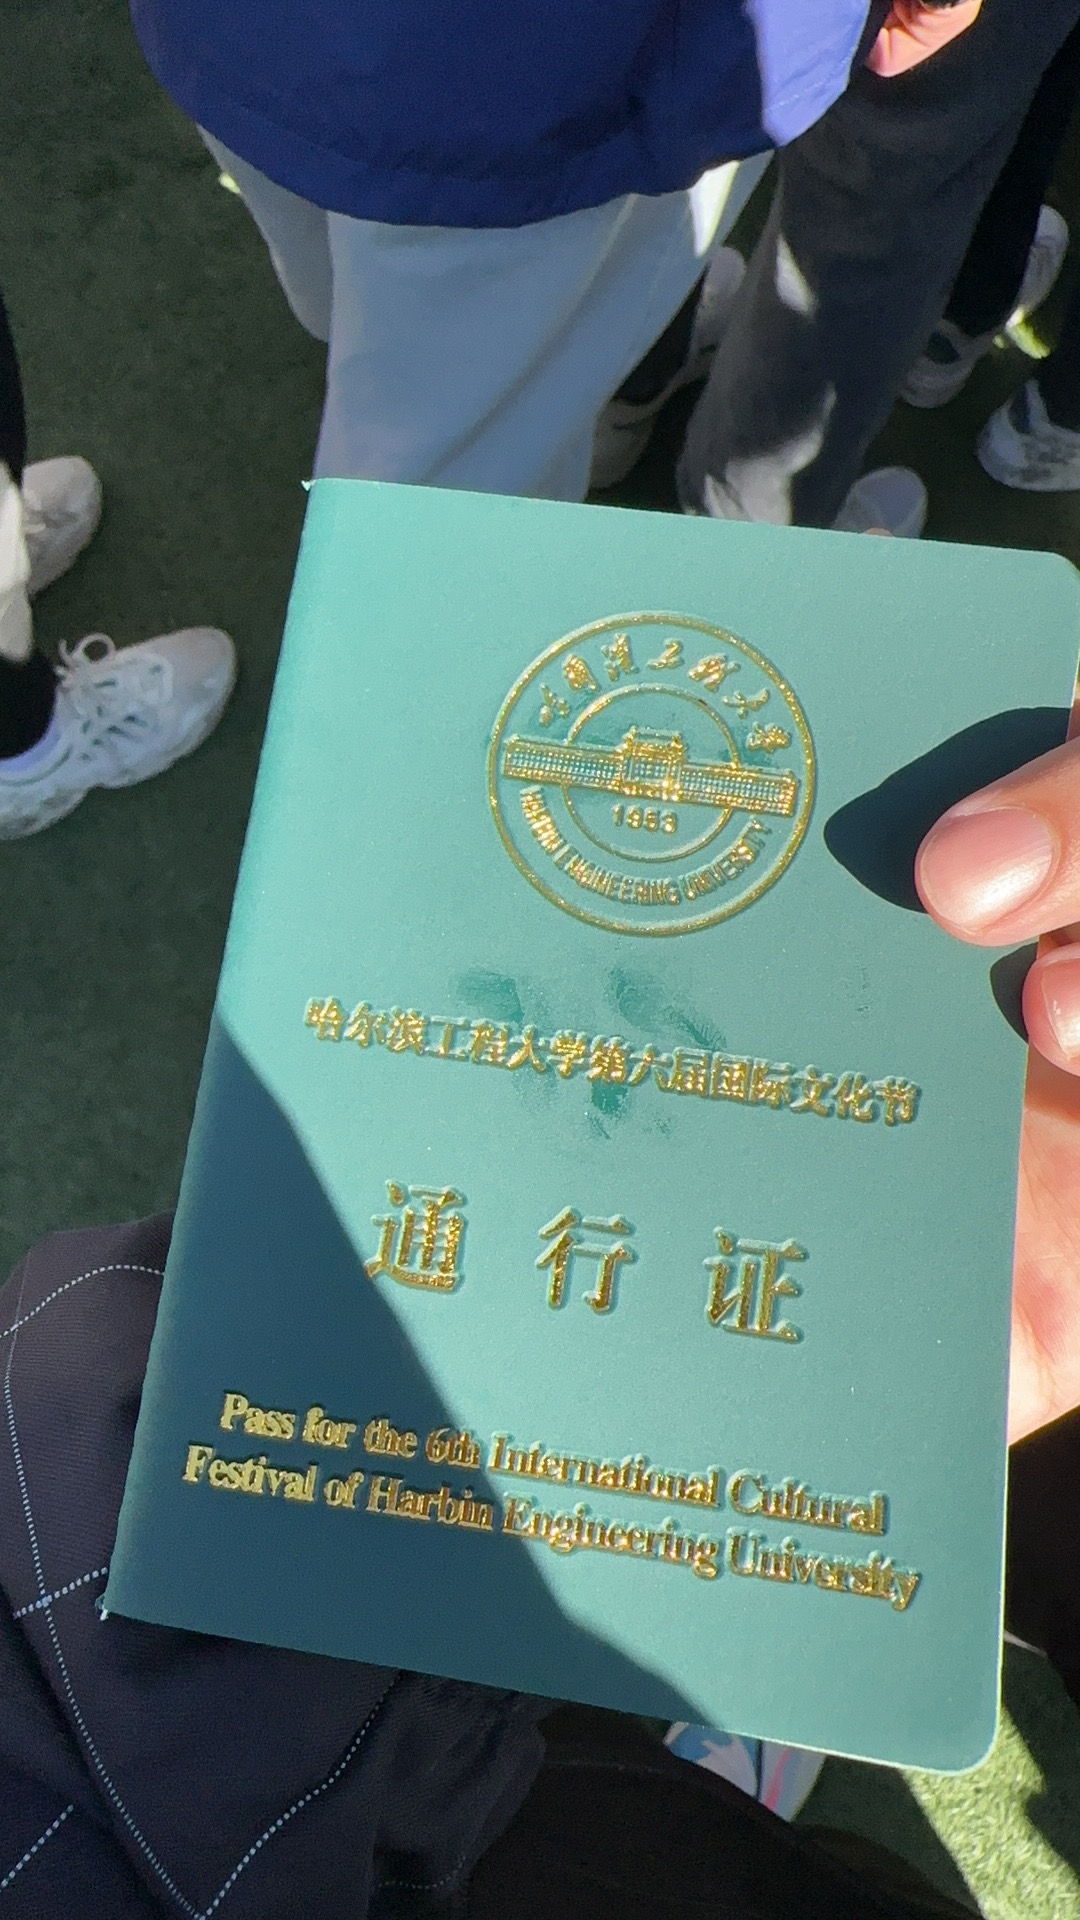 哈尔滨工程大学
1953
HARBIN ENGINEERING UNIVERSITY
哈尔滨工程大学第六届国际文化节
通行证
Pass for the 6th International Cultural
Festival of Harbin Engineering University